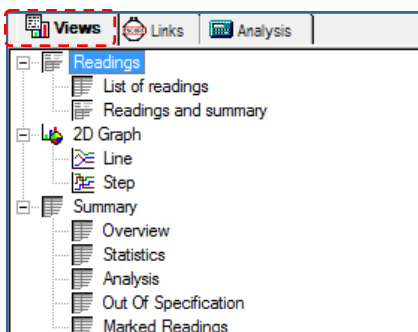 Views Links Analysis
Readings
List of readings
Readings and summary
2D Graph
Line
Step
Summary
Overview
Statistics
Analysis
Out Of Specification
Marked Readings